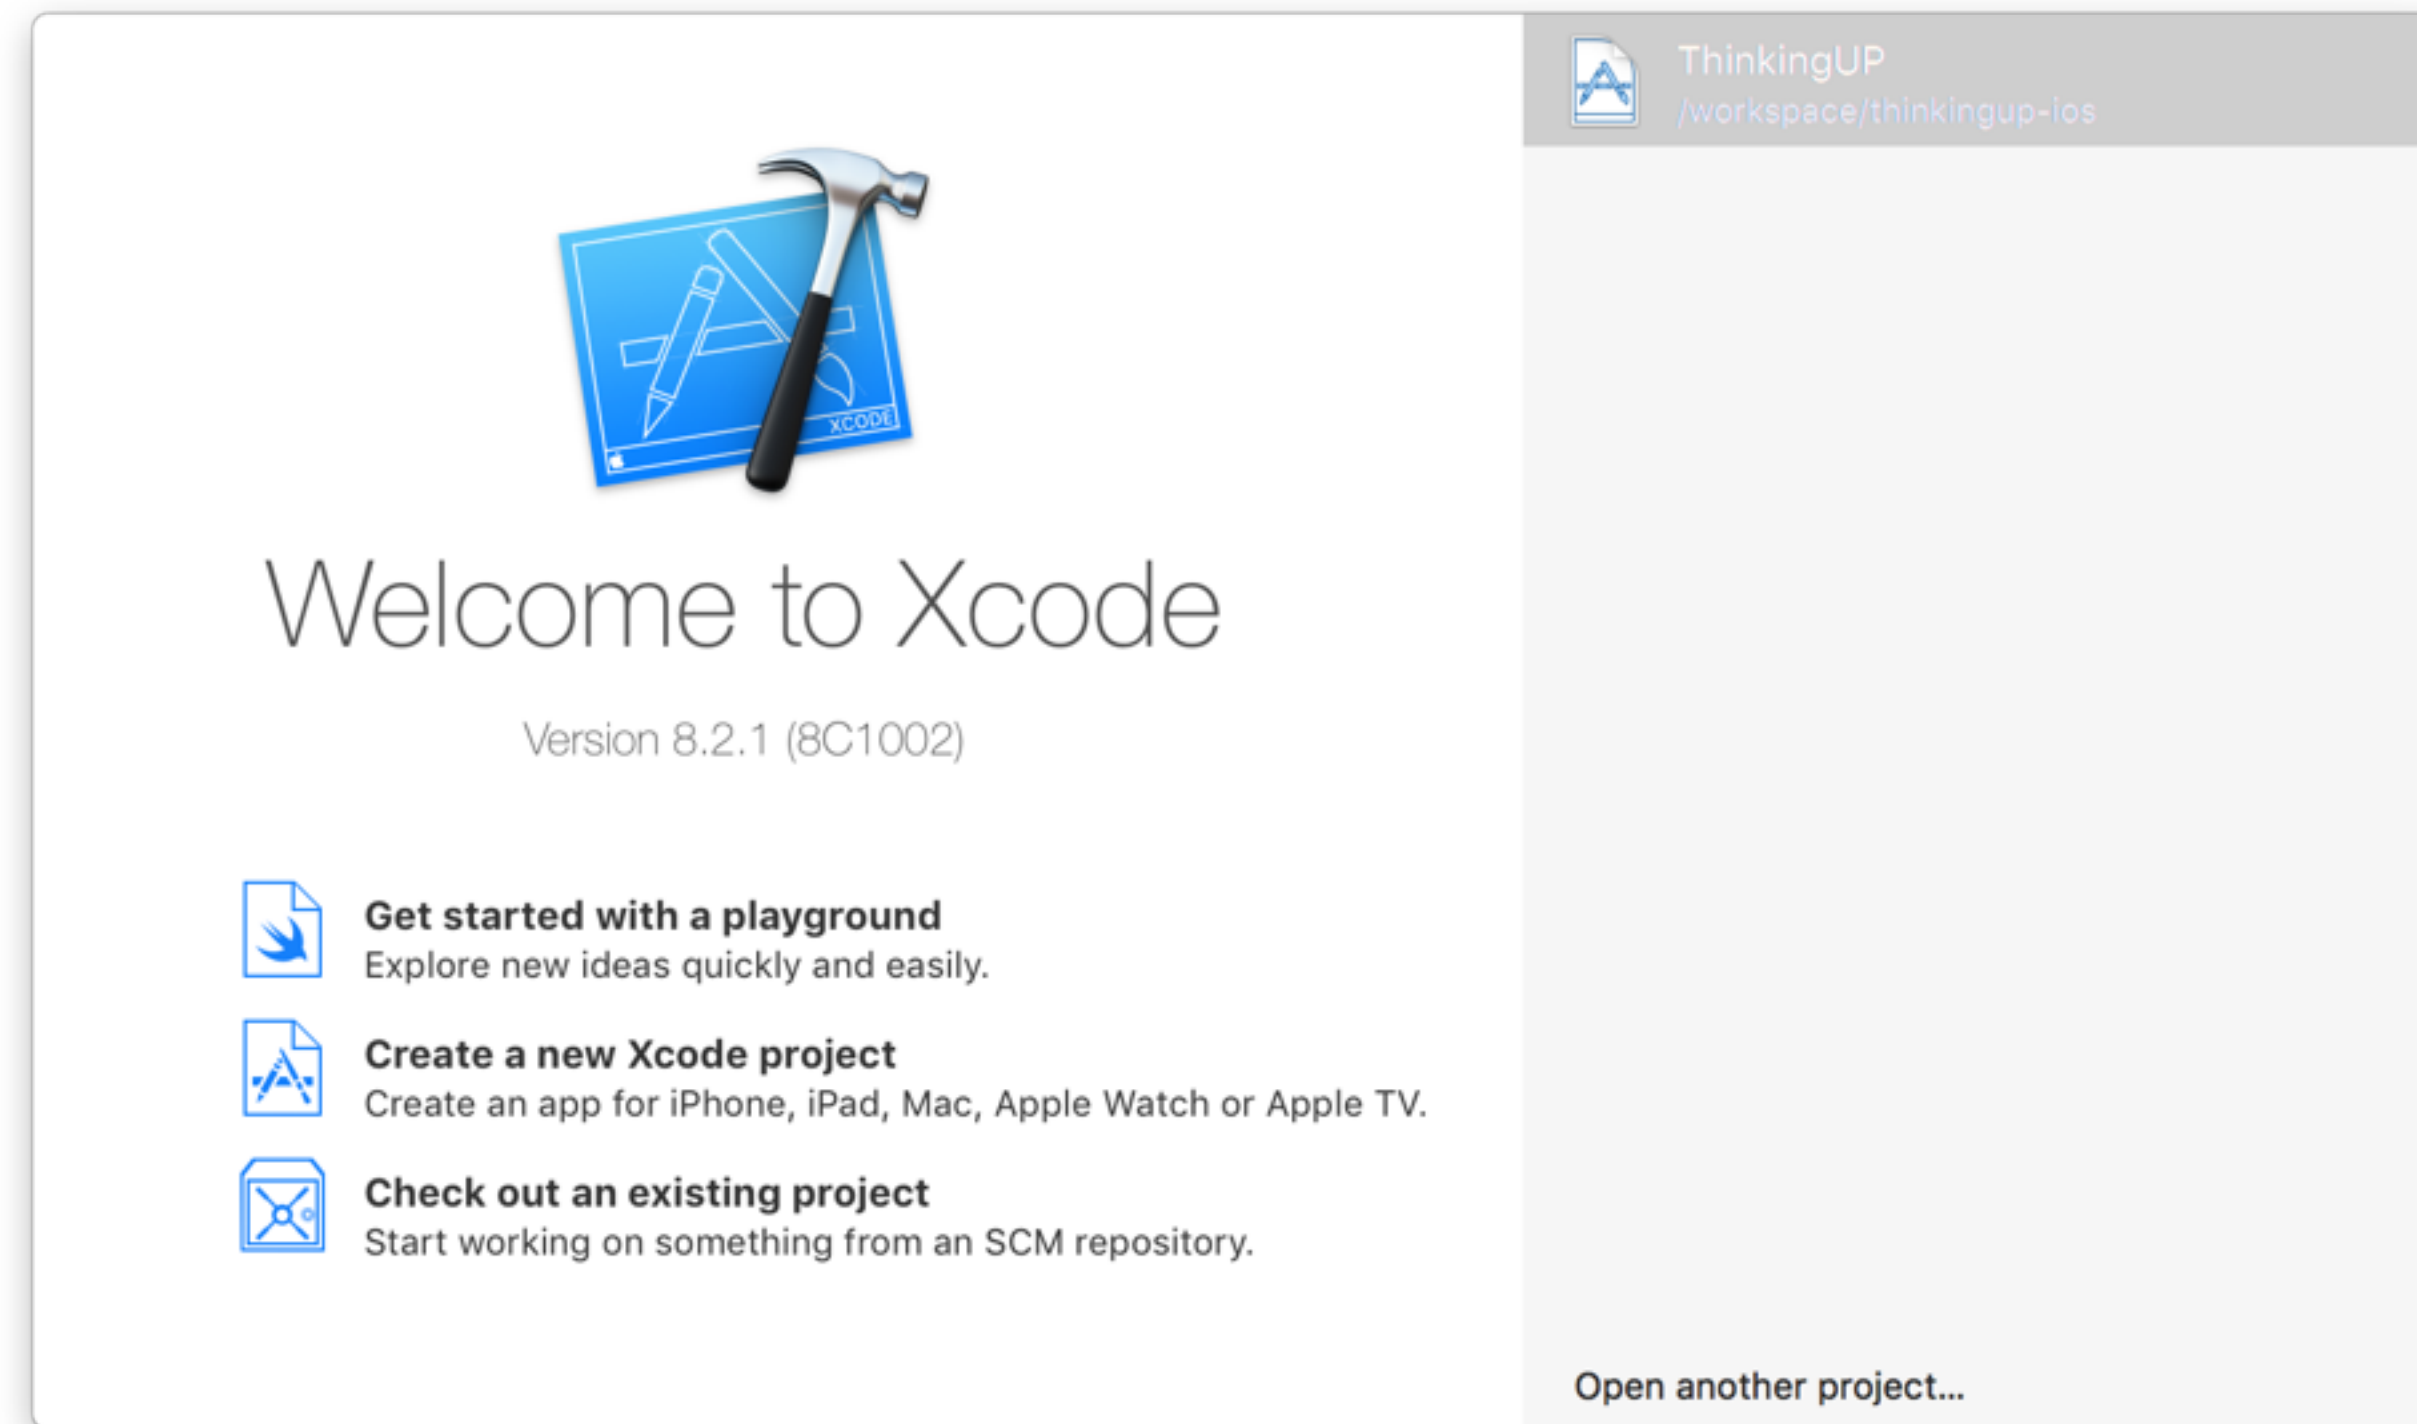 ThinkingUP
/workspace/thinkingup-ios
XCODE
Welcome to Xcode
Version 8.2.1 (8C1002)
Get started with a playground
Explore new ideas quickly and easily.
Create a new Xcode project
Create an app for iPhone, iPad, Mac, Apple Watch or Apple TV.
Check out an existing project
Start working on something from an SCM repository.
Open another project...